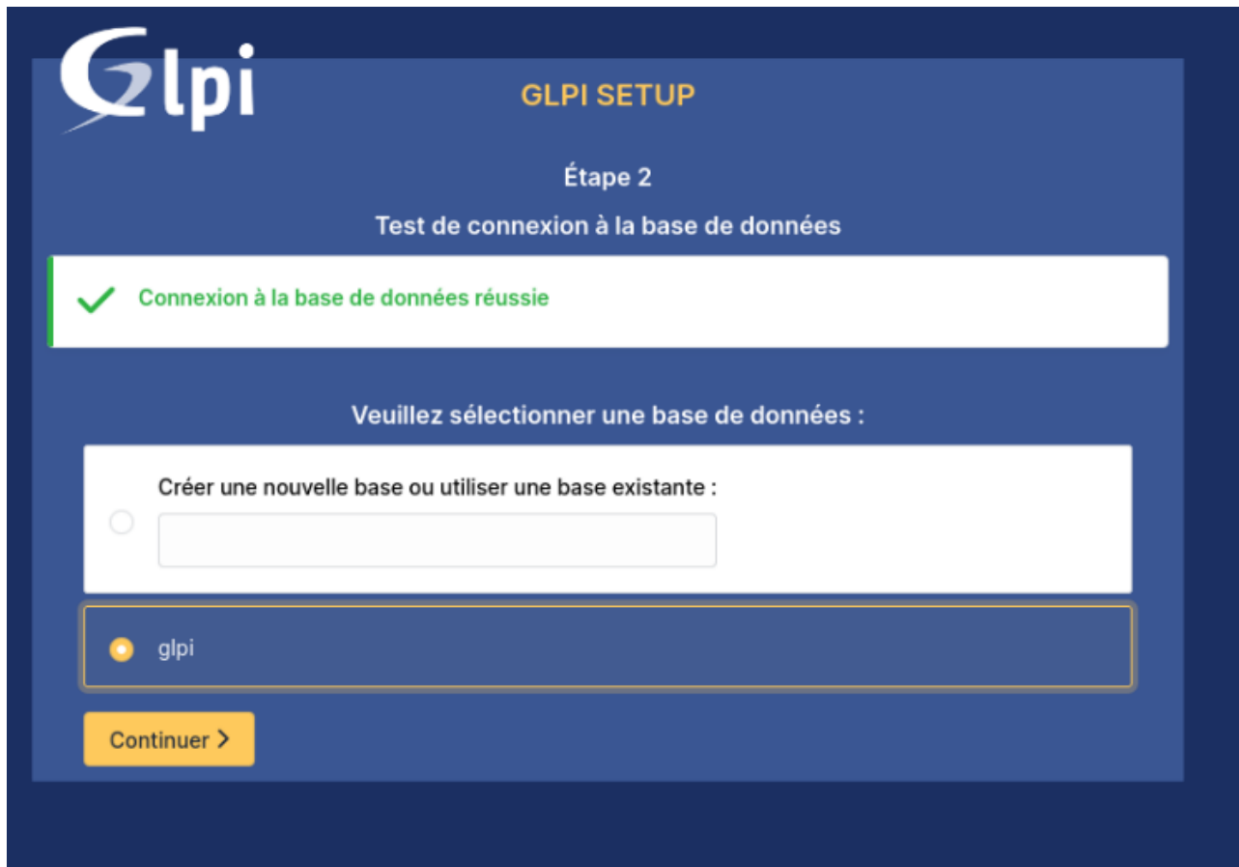 Glpi
GLPI SETUP
Étape 2
Test de connexion à la base de données
Connexion à la base de données réussie
Veuillez sélectionner une base de données :
Créer une nouvelle base ou utiliser une base existante :
glpi
Continuer